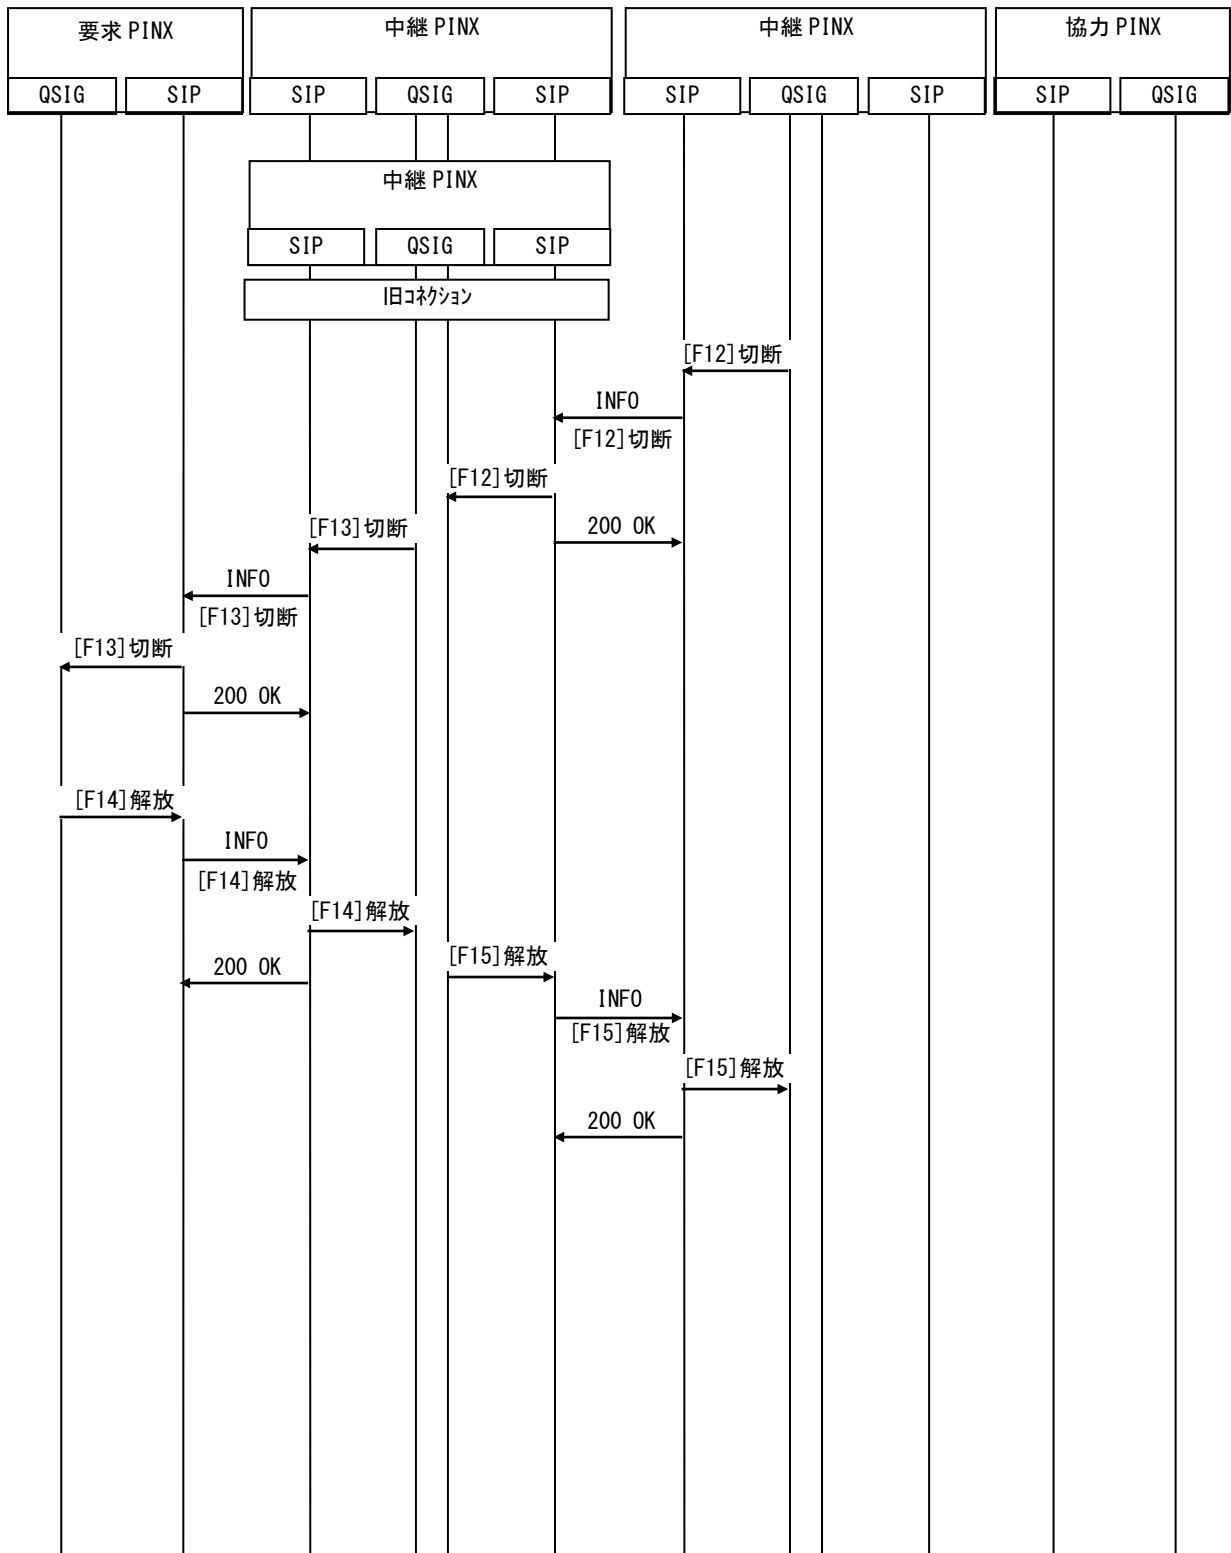 要求 PINX
中継 PINX
中継 PINX
協力 PINX
QSIG
SIP
SIP
QSIG
SIP
SIP
QSIG
SIP
SIP
QSIG
中継 PINX
SIP
QSIG
SIP
旧ｺﾈｸｼｮﾝ
[F12]切断
INFO
[F12]切断
[F12]切断
[F13]切断
200 OK
INFO
[F13]切断
[F13]切断
200 OK
[F14]解放
INFO
[F14]解放
[F14]解放
[F15]解放
200 OK
INFO
[F15]解放
[F15]解放
200 OK